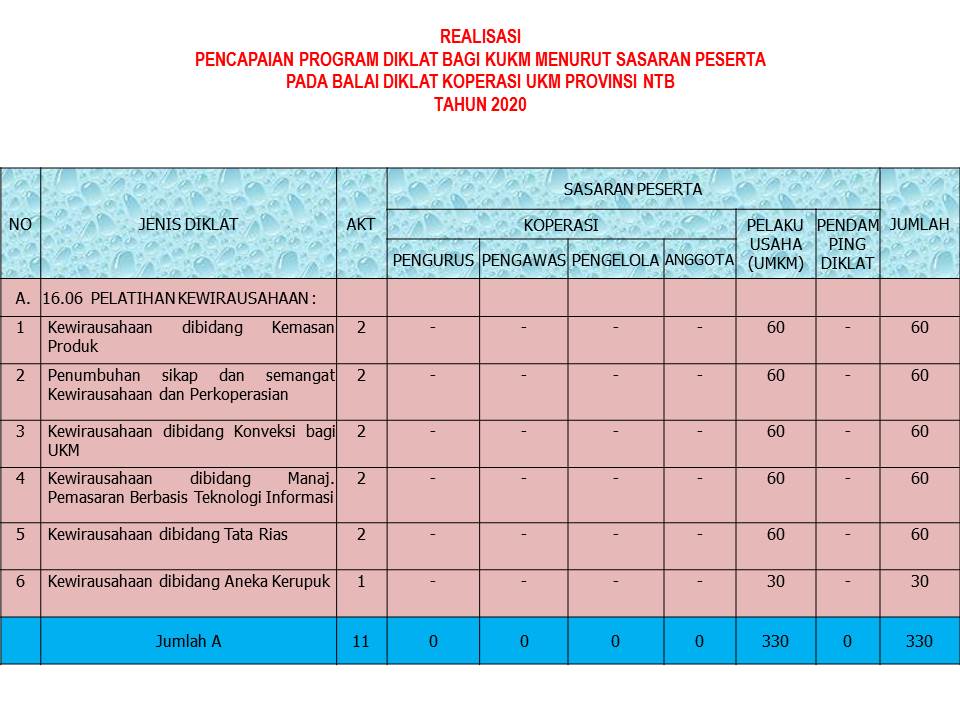 REALISASI
PENCAPAIAN PROGRAM DIKLAT BAGI KUKM MENURUT SASARAN PESERTA
PADA BALAI DIKLAT KOPERASI UKM PROVINSI NTB
TAHUN 2020
NO JENIS DIKLAT AKT SASARAN PESERTA JUMLAH
KOPERASI PELAKU USAHA (UMKM) PENDAM PING DIKLAT
PENGURUS PENGAWAS PENGELOLA ANGGOTA
A. 16.06 PELATIHAN KEWIRAUSAHAAN :
1 Kewirausahaan dibidang Kemasan 2 - - - - 60 - 60
Produk
2 Penumbuhan sikap dan semangat 2 - - - - 60 - 60
Kewirausahaan dan Perkoperasian
3 Kewirausahaan dibidang Konveksi bagi 2 - - - - 60 - 60
UKM
4 Kewirausahaan dibidang Manaj. 2 - - - - 60 - 60
Pemasaran Berbasis Teknologi Informasi
5 Kewirausahaan dibidang Tata Rias 2 - - - - 60 - 60
6 Kewirausahaan dibidang Aneka Kerupuk 1 - - - - 30 - 30
Jumlah A 11 0 0 0 0 330 0 330